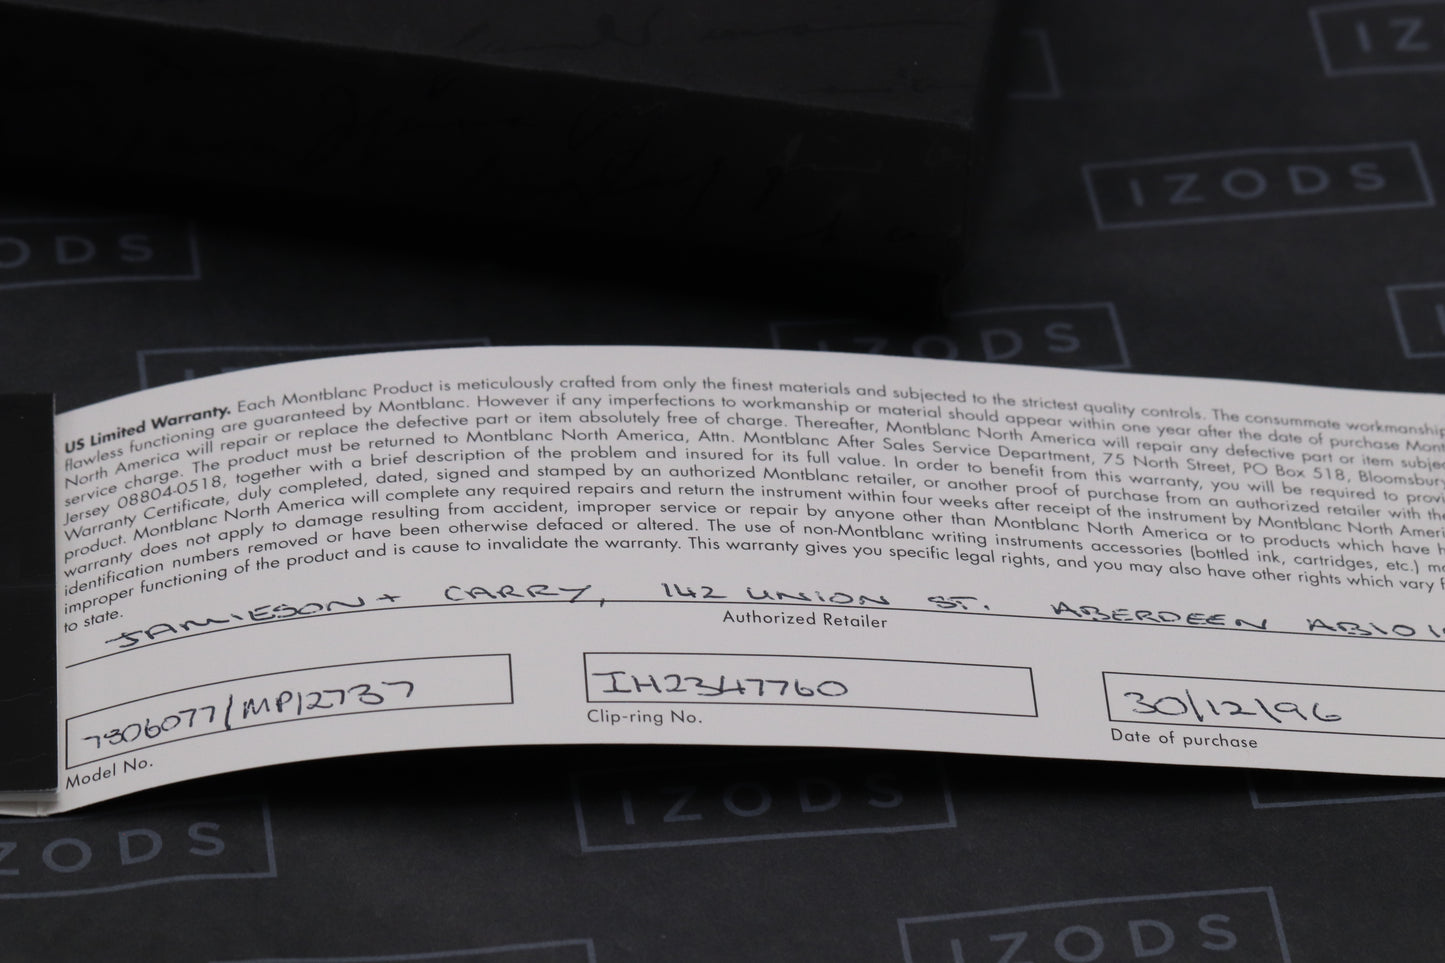 IZ
IZODS
ODS
ODS
US Limited Warranty. Each Montblanc Product is meticulously crafted from only the finest materials and subjected to the strictest quality controls. The consummate workmanship
flawless functioning are guaranteed by Montblanc. However if any imperfections to workmanship or material should appear within one year after the date of purchase Mont
North America will repair or replace the defective part or item absolutely free of charge. Thereafter, Montblanc North America will repair any defective part or item subjec
service charge. The product must be returned to Montblanc North America, Attn. Montblanc After Sales Service Department, 75 North Street, PO Box 518, Bloomsbury
Jersey 08804-0518, together with a brief description of the problem and insured for its full value. In order to benefit from this warranty, you will be required to provi
Warranty Certificate, duly completed, dated, signed and stamped by an authorized Montblanc retailer, or another proof of purchase from an authorized retailer with the
product. Montblanc North America will complete any required repairs and return the instrument within four weeks after receipt of the instrument by Montblanc North Ameri
warranty does not apply to damage resulting from accident, improper service or repair by anyone other than Montblanc North America or to products which have h
identification numbers removed or have been otherwise defaced or altered. The use of non-Montblanc writing instruments accessories (bottled ink, cartridges, etc.) m
improper functioning of the product and is cause to invalidate the warranty. This warranty gives you specific legal rights, and you may also have other rights which vary f
to state.
JAMIESON + CARRY, 142 UNION ST. ABERDEEN AB10 1
Authorized Retailer
7306077/MP12737
Model No.
IH2347760
Clip-ring No.
30/12/96
Date of purchase
IZODS
ZODS
IZODS